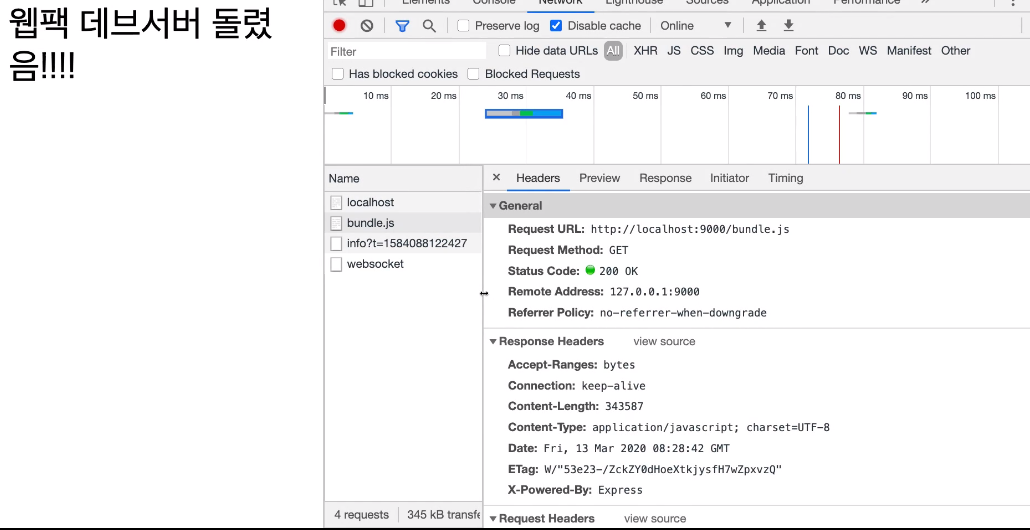 웹팩 데브서버 돌렸
음!!!!
Elements Console Network Lighthouse Sources Application Performance »
Preserve log Disable cache Online
Filter Hide data URLs All XHR JS CSS Img Media Font Doc WS Manifest Other
Has blocked cookies Blocked Requests
10 ms 20 ms 30 ms 40 ms 50 ms 60 ms 70 ms 80 ms 90 ms 100 ms
Name
localhost
bundle.js
info?t=1584088122427
websocket
4 requests 345 kB transfe
× Headers Preview Response Initiator Timing
General
Request URL: http://localhost:9000/bundle.js
Request Method: GET
Status Code: 200 OK
Remote Address: 127.0.0.1:9000
Referrer Policy: no-referrer-when-downgrade
Response Headers view source
Accept-Ranges: bytes
Connection: keep-alive
Content-Length: 343587
Content-Type: application/javascript; charset=UTF-8
Date: Fri, 13 Mar 2020 08:28:42 GMT
ETag: W/"53e23-/ZckZY0dHoeXtkjysfH7wZpxvzQ"
X-Powered-By: Express
Request Headers view source